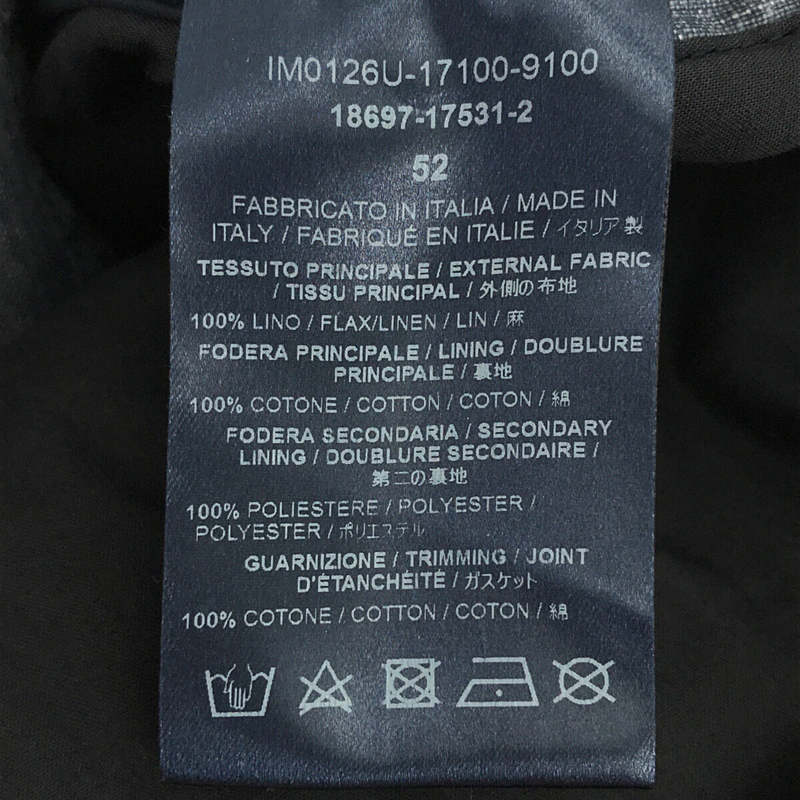 IM0126U-17100-9100
18697-17531-2
52
FABBRICATO IN ITALIA / MADE IN
ITALY / FABRIQUÉ EN ITALIE / イタリア製
TESSUTO PRINCIPALE / EXTERNAL FABRIC
/ TISSU PRINCIPAL / 外側の布地
100% LINO / FLAX/LINEN / LIN / 麻
FODERA PRINCIPALE / LINING / DOUBLURE
PRINCIPALE / 裏地
100% COTONE / COTTON / COTON / 綿
FODERA SECONDARIA / SECONDARY
LINING / DOUBLURE SECONDAIRE /
第二の裏地
100% POLIESTERE / POLYESTER /
POLYESTER / ポリエステル
GUARNIZIONE / TRIMMING / JOINT
D'ÉTANCHÉITÉ / ガスケット
100% COTONE / COTTON / COTON / 綿